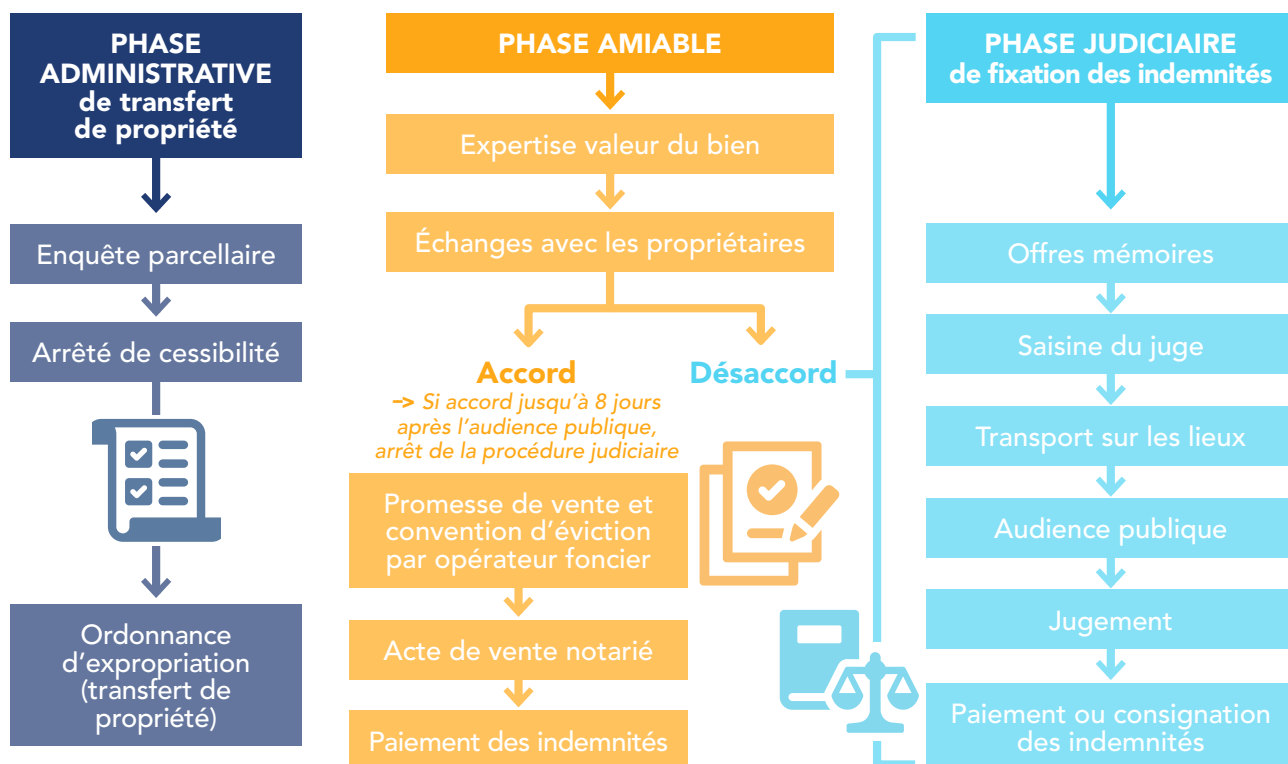 PHASE
ADMINISTRATIVE
de transfert
de propriété
Enquête parcellaire
Arrêté de cessibilité
Ordonnance
d'expropriation
(transfert de
propriété)
PHASE AMIABLE
Expertise valeur du bien
Échanges avec les propriétaires
Accord
-> Si accord jusqu'à 8 jours
après l'audience publique,
arrêt de la procédure judiciaire
Promesse de vente et
convention d'éviction
par opérateur foncier
Acte de vente notarié
Paiement des indemnités
Désaccord
PHASE JUDICIAIRE
de fixation des indemnités
Offres mémoires
Saisine du juge
Transport sur les lieux
Audience publique
Jugement
Paiement ou consignation
des indemnités